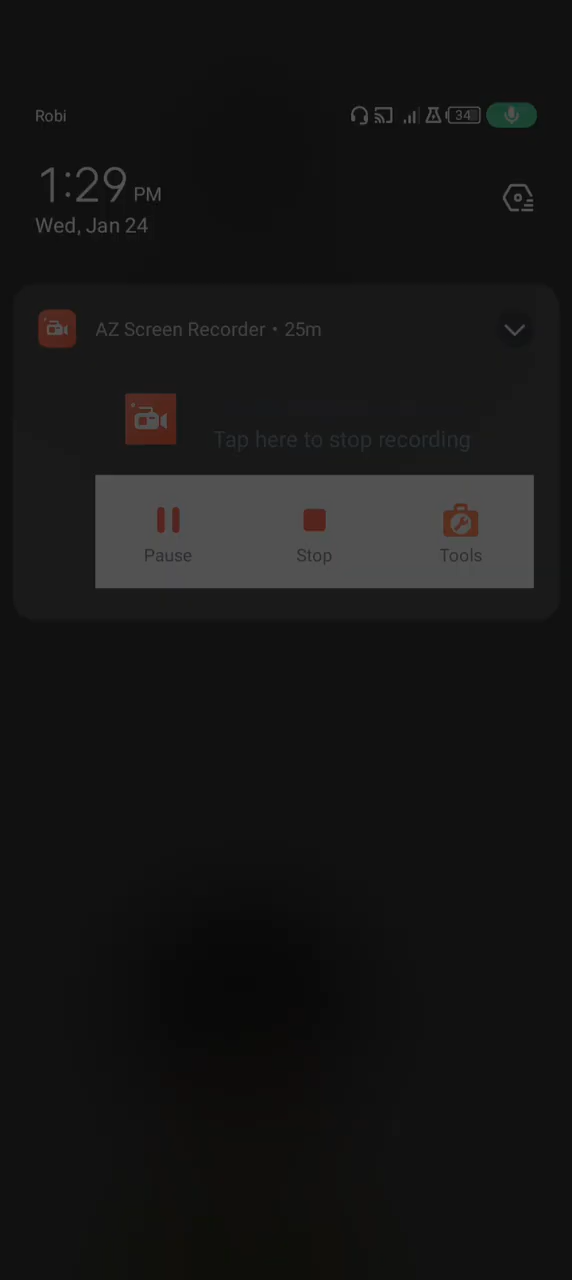 Robi
34
1:29 PM
Wed, Jan 24
AZ Screen Recorder • 25m
Tap here to stop recording
Pause Stop Tools